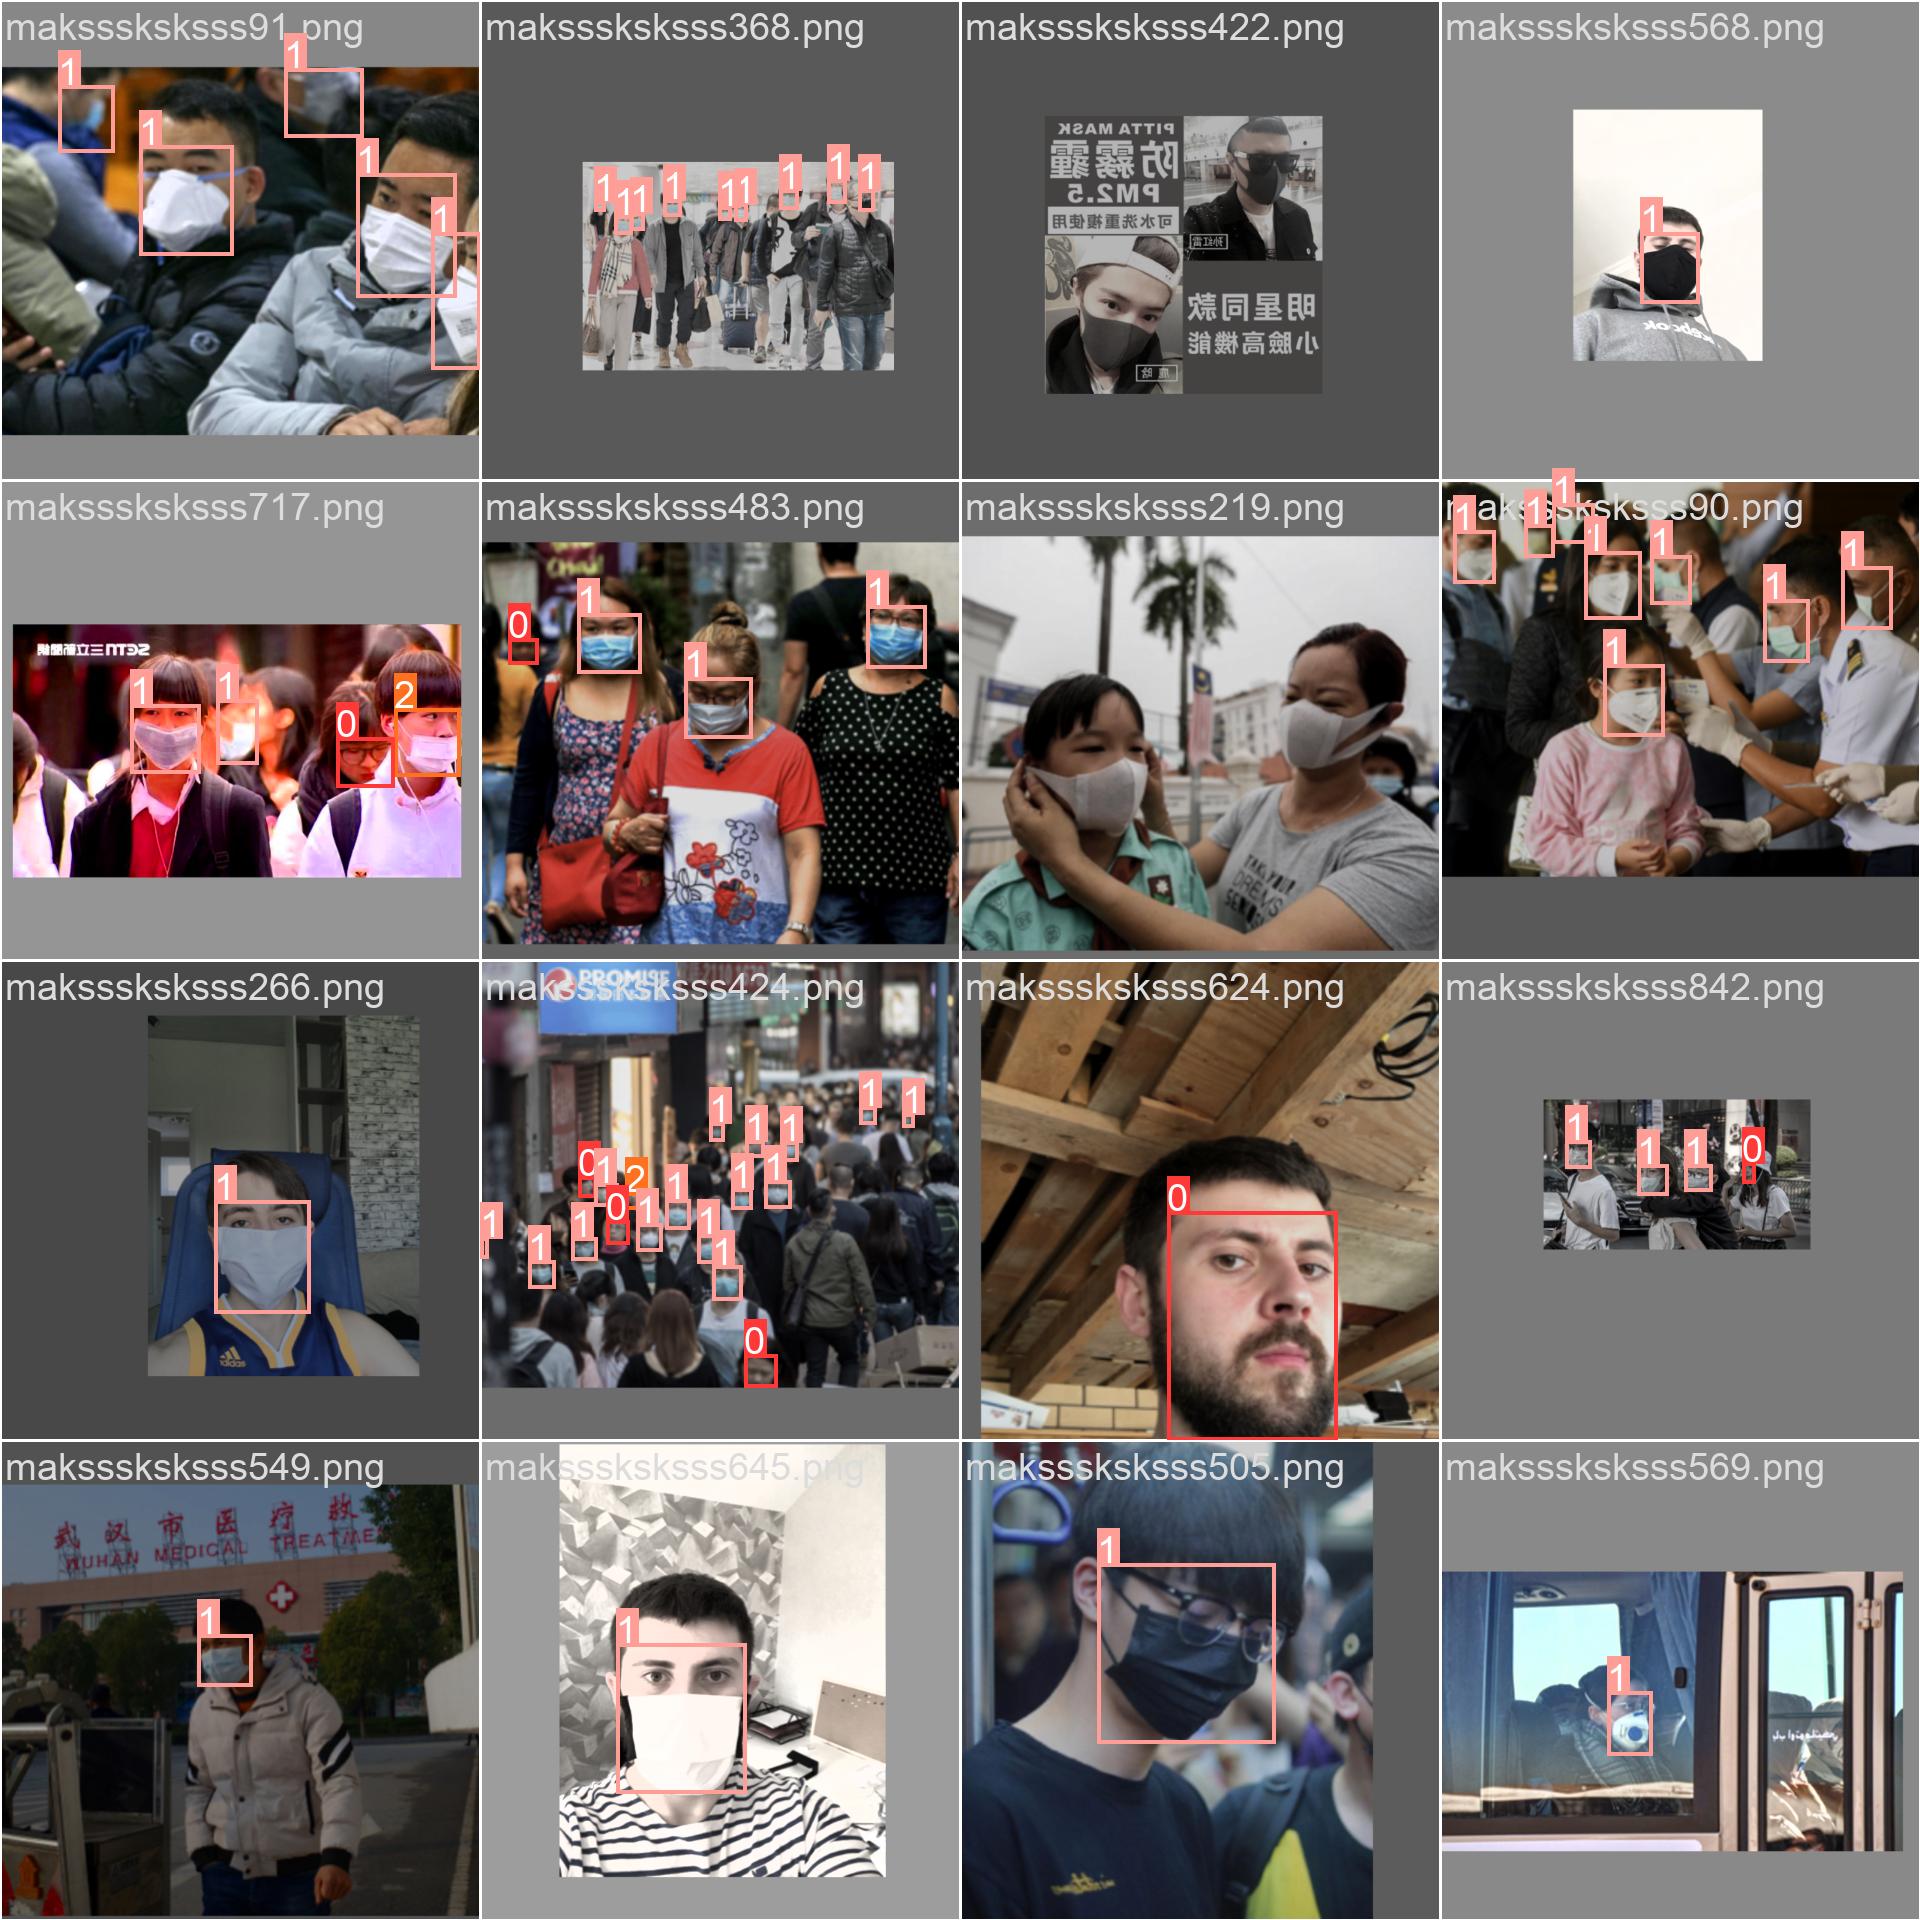 maksssksksss91.png
1
1
1
1
1
maksssksksss368.png
1
1
1
1
1
1
1
1
1
maksssksksss422.png
PITTA MASK
防霧霾
PM2.5
可水洗重複使用
明星同款
小臉高機能
maksssksksss568.png
1
maksssksksss717.png
SETN三立新聞網
1
1
0
2
maksssksksss483.png
0
1
1
1
maksssksksss219.png
TAKE YOUR
DREAMS
maksssksksss90.png
1
1
1
1
1
1
1
1
maksssksksss266.png
1
adidas
maksssksksss424.png
PROMISE
1
1
1
1
1
0
1
2
1
1
1
0
1
1
1
1
1
1
0
maksssksksss624.png
0
maksssksksss842.png
1
1
1
0
maksssksksss549.png
武汉市医疗救
WUHAN MEDICAL TREATME
1
maksssksksss645.png
1
maksssksksss505.png
1
maksssksksss569.png
1